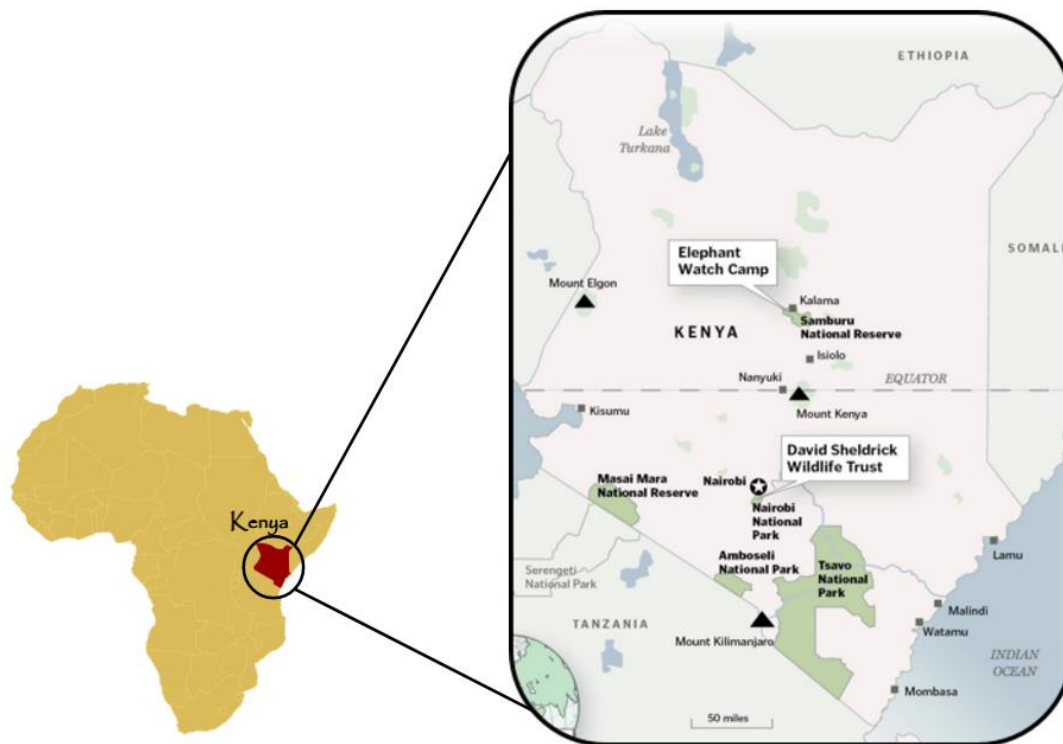 Kenya
ETHIOPIA
Lake
Turkana
SOMALI
Elephant
Watch Camp
Mount Elgon
Kalama
Samburu
National Reserve
KENYA
Isiolo
Nanyuki
EQUATOR
Mount Kenya
Kisumu
David Sheldrick
Wildlife Trust
Masai Mara
National Reserve
Nairobi
Nairobi
National
Park
Lamu
Amboseli
National Park
Tsavo
National
Park
Serengeti
National Park
Malindi
TANZANIA
Watamu
Mount Kilimanjaro
INDIAN
OCEAN
Mombasa
50 miles